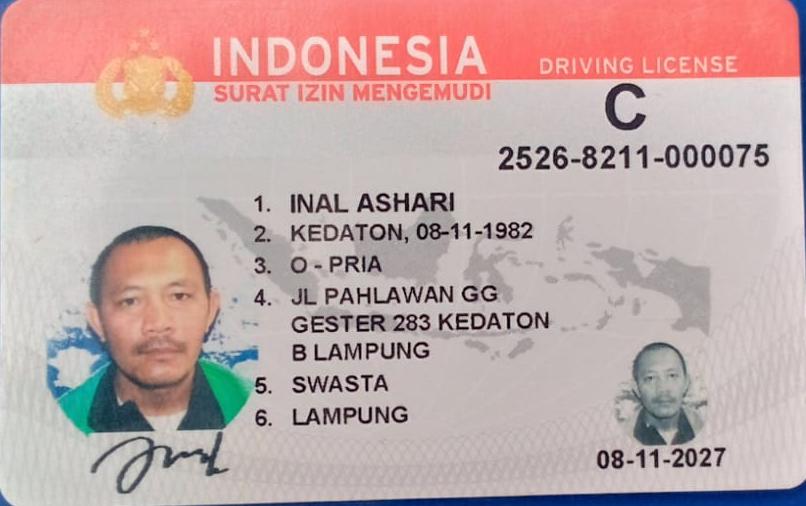 INDONESIA
SURAT IZIN MENGEMUDI
DRIVING LICENSE
C
2526-8211-000075
1. INAL ASHARI
2. KEDATON, 08-11-1982
3. O - PRIA
4. JL PAHLAWAN GG
GESTER 283 KEDATON
B LAMPUNG
5. SWASTA
6. LAMPUNG
08-11-2027